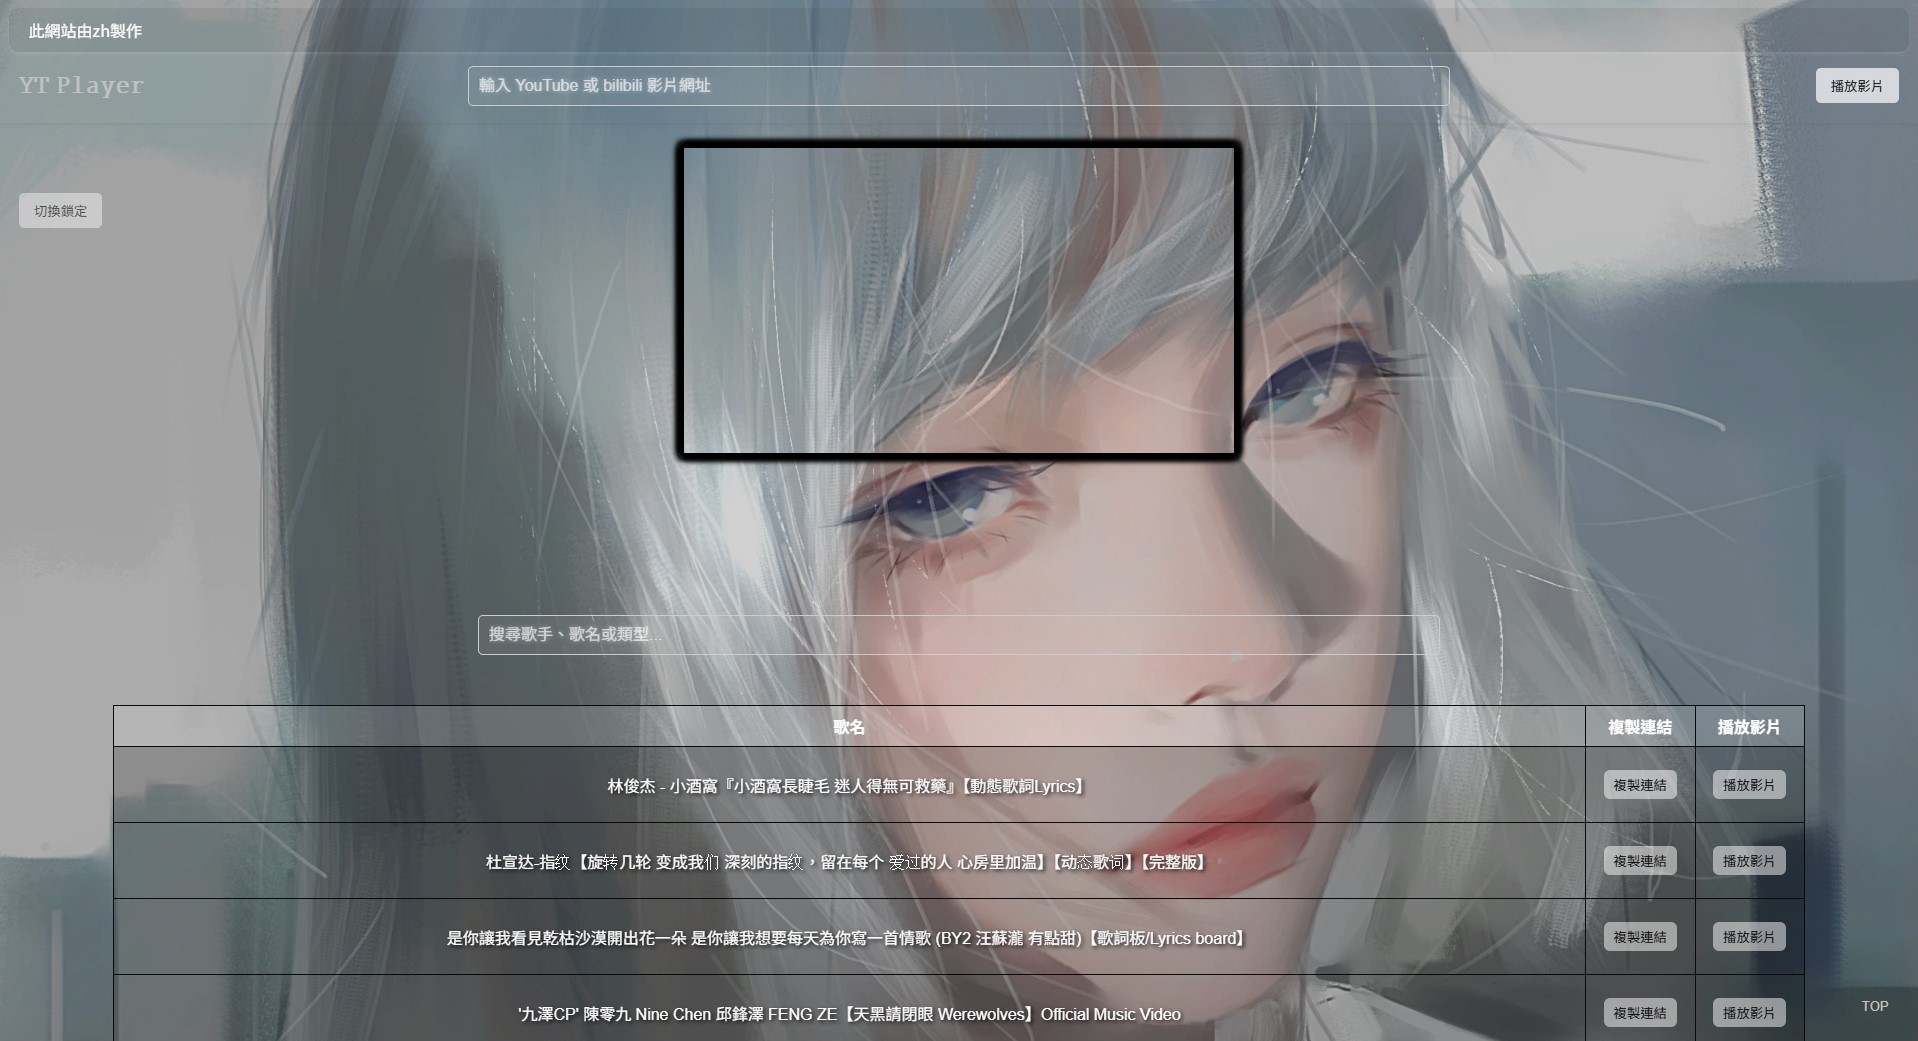 此網站由zh製作
YT Player
輸入 YouTube 或 bilibili 影片網址
播放影片
切換鎖定
搜尋歌手、歌名或類型...
歌名 複製連結 播放影片
林俊杰 - 小酒窩『小酒窩長睫毛 迷人得無可救藥』【動態歌詞Lyrics】 複製連結 播放影片
杜宣达-指纹【旋转几轮 变成我们 深刻的指纹，留在每个 爱过的人 心房里加温】【动态歌词】【完整版】 複製連結 播放影片
是你讓我看見乾枯沙漠開出花一朵 是你讓我想要每天為你寫一首情歌 (BY2 汪蘇瀧 有點甜)【歌詞板/Lyrics board】 複製連結 播放影片
'九澤CP' 陳零九 Nine Chen 邱鋒澤 FENG ZE【天黑請閉眼 Werewolves】Official Music Video 複製連結 播放影片
TOP